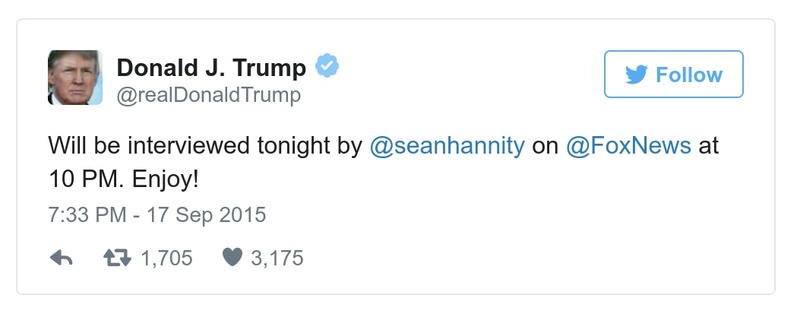 Donald J. Trump
@realDonaldTrump
Follow
Will be interviewed tonight by @seanhannity on @FoxNews at
10 PM. Enjoy!
7:33 PM - 17 Sep 2015
1,705 3,175